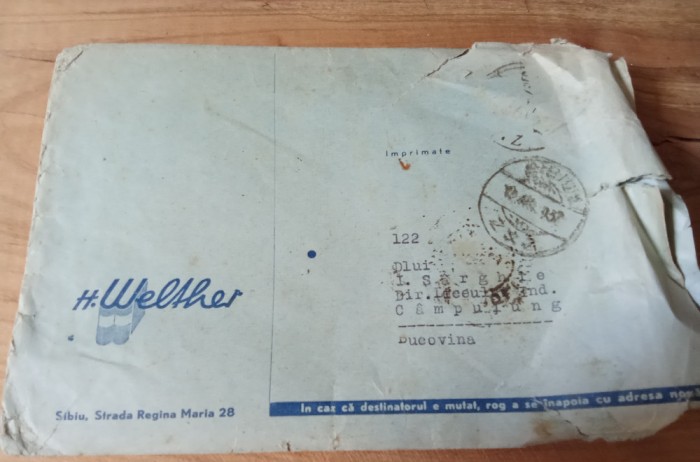 Imprimate
SIBIU
122
Dlui
I. Sârghie
Dir.Liceului Ind.
Câmpulung
Bucovina
H. Welther
Sibiu, Strada Regina Maria 28
In caz că destinatorul e mutat, rog a se înapoia cu adresa